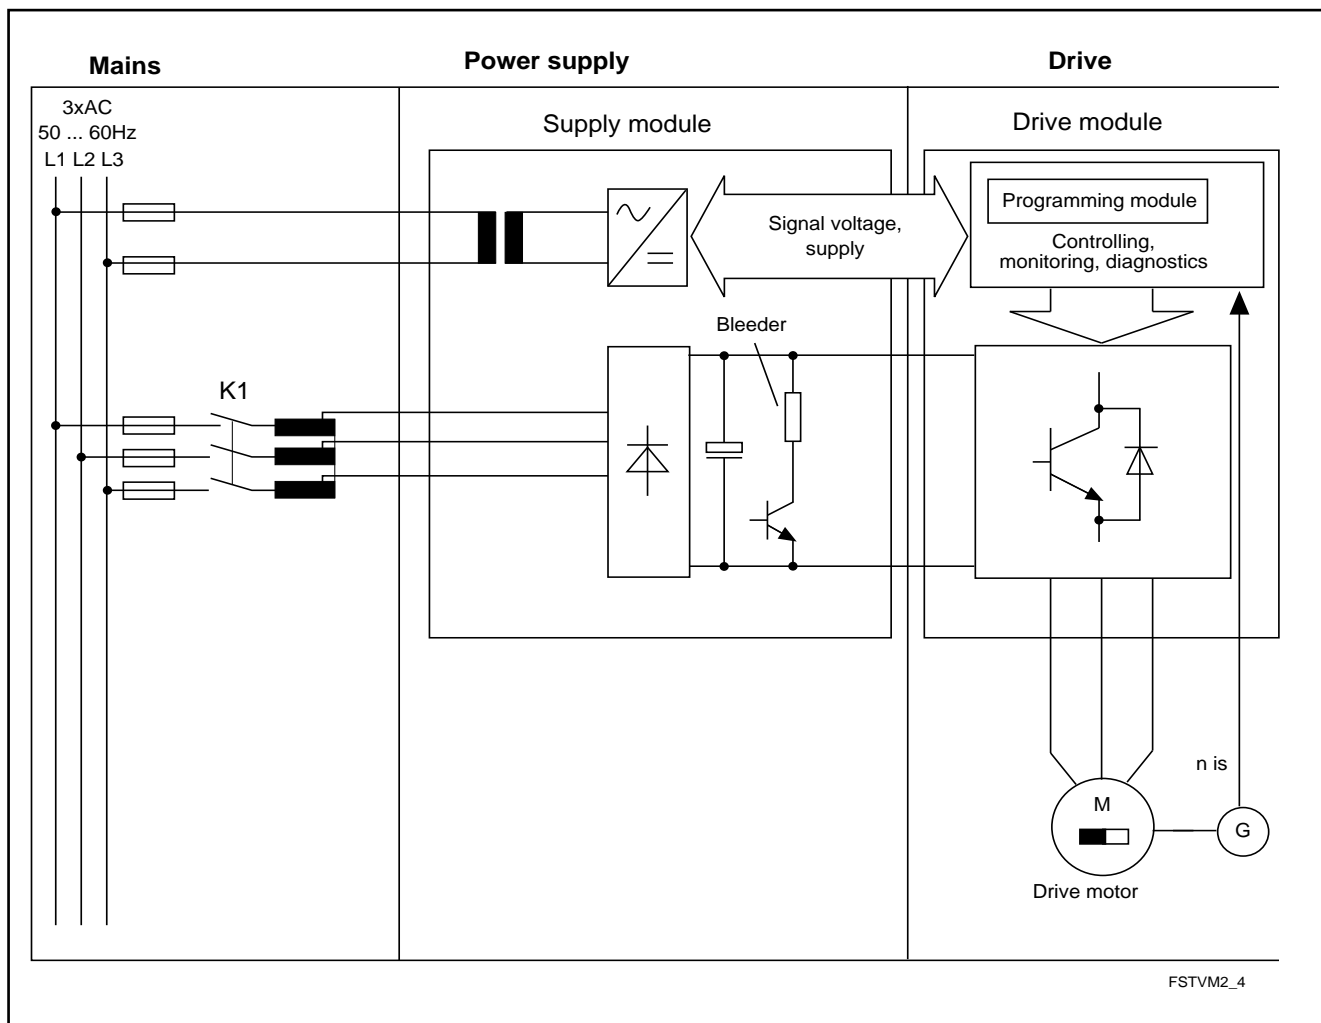 Mains
Power supply
Drive
3xAC
50 ... 60Hz
L1 L2 L3
Supply module
Drive module
Programming module
Controlling,
monitoring, diagnostics
Signal voltage,
supply
Bleeder
K1
n is
M
G
Drive motor
FSTVM2_4